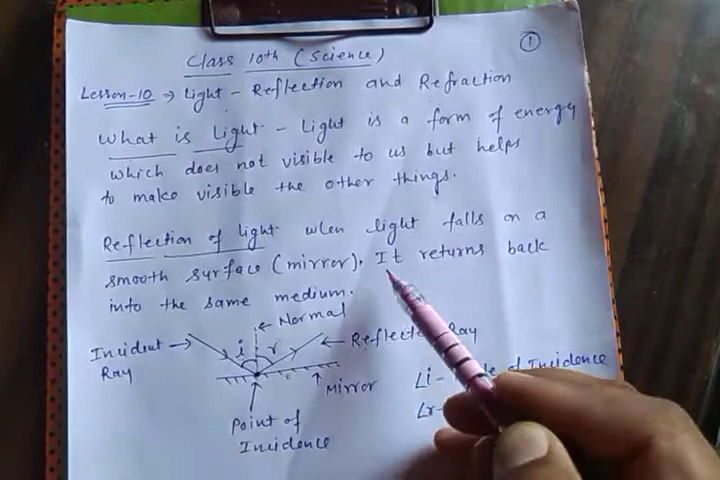 1
Class 10th (Science)
Lesson-10 → Light - Reflection and Refraction
What is Light - Light is a form of energy
which does not visible to us but helps
to make visible the other things.
Reflection of light when light falls on a
smooth surface (mirror). It returns back
into the same medium.
← Normal
Incident → i r ← Reflected Ray
Ray
↑ Mirror
∠i - of Incidence
∠r-
Point of
Incidence